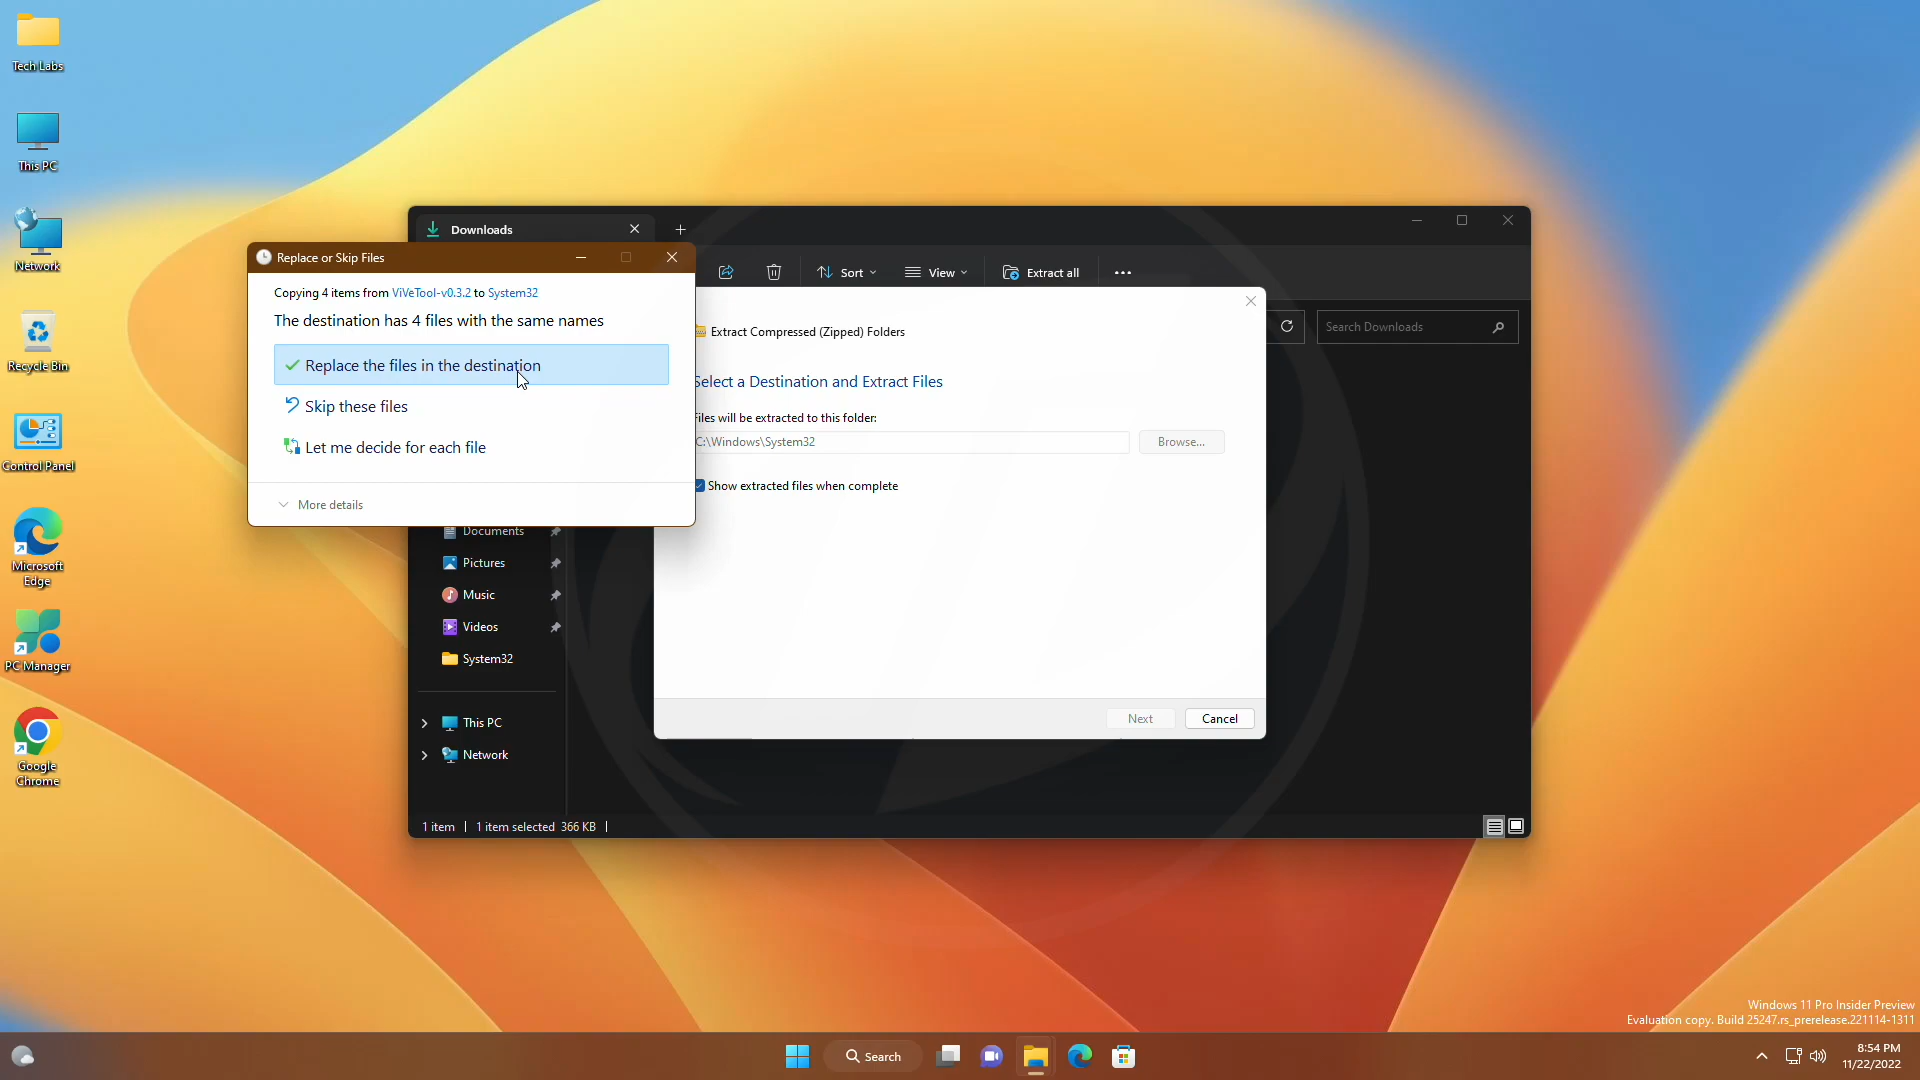 Tech Labs
This PC
Network
Recycle Bin
Control Panel
Microsoft
Edge
PC Manager
Google
Chrome
Downloads
Sort
View
Extract all
Search Downloads
Replace or Skip Files
Copying 4 items from ViVeTool-v0.3.2 to System32
The destination has 4 files with the same names
Replace the files in the destination
Skip these files
Let me decide for each file
More details
Extract Compressed (Zipped) Folders
Select a Destination and Extract Files
Files will be extracted to this folder:
C:\Windows\System32
Browse...
Show extracted files when complete
Next
Cancel
Documents
Pictures
Music
Videos
System32
This PC
Network
1 item
1 item selected 366 KB
Windows 11 Pro Insider Preview
Evaluation copy. Build 25247.rs_prerelease.221114-1311
Search
8:54 PM
11/22/2022